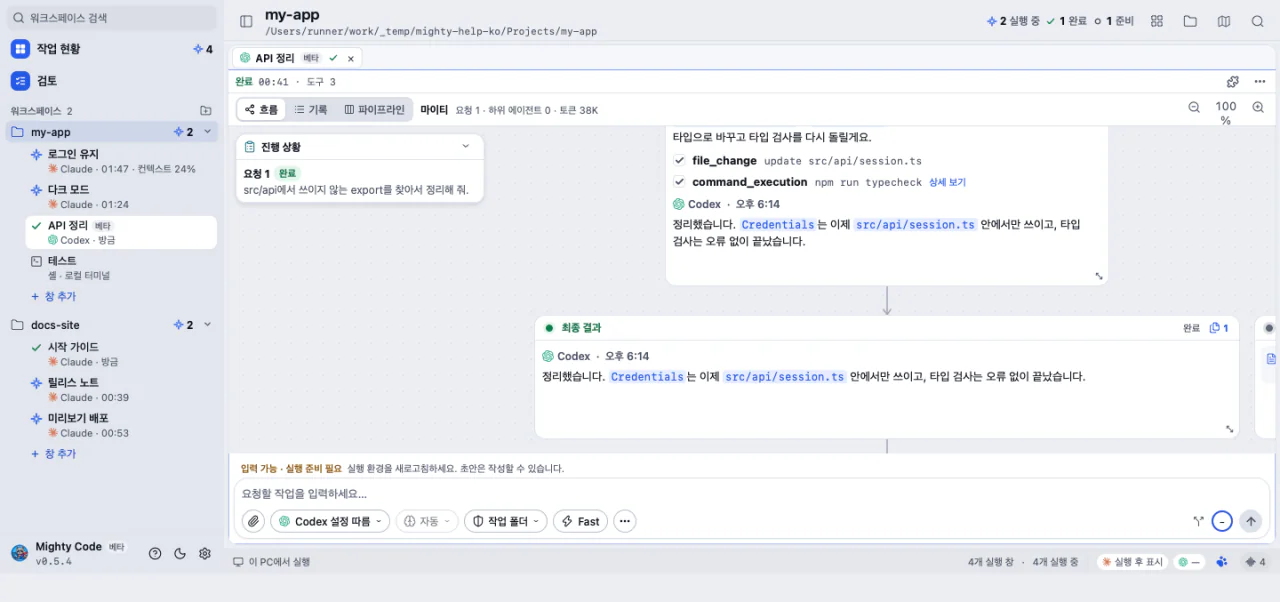 워크스페이스 검색
작업 현황 4
검토
워크스페이스 2
my-app 2
로그인 유지
Claude · 01:47 · 컨텍스트 24%
다크 모드
Claude · 01:24
API 정리 베타
Codex · 방금
테스트
셸 · 로컬 터미널
+ 창 추가
docs-site 2
시작 가이드
Claude · 방금
릴리스 노트
Claude · 00:39
미리보기 배포
Claude · 00:53
+ 창 추가
Mighty Code 베타
v0.5.4
my-app
/Users/runner/work/_temp/mighty-help-ko/Projects/my-app
2 실행 중 1 완료 1 준비
API 정리 베타
완료 00:41 · 도구 3
흐름 기록 파이프라인 마이티 요청 1 · 하위 에이전트 0 · 토큰 38K
100
%
진행 상황
요청 1 완료
src/api에서 쓰이지 않는 export를 찾아서 정리해 줘.
타입으로 바꾸고 타입 검사를 다시 돌릴게요.
file_change update src/api/session.ts
command_execution npm run typecheck 상세 보기
Codex · 오후 6:14
정리했습니다. Credentials 는 이제 src/api/session.ts 안에서만 쓰이고, 타입
검사는 오류 없이 끝났습니다.
최종 결과 완료 1
Codex · 오후 6:14
정리했습니다. Credentials 는 이제 src/api/session.ts 안에서만 쓰이고, 타입 검사는 오류 없이 끝났습니다.
입력 가능 · 실행 준비 필요 실행 환경을 새로고침하세요. 초안은 작성할 수 있습니다.
요청할 작업을 입력하세요...
Codex 설정 따름 자동 작업 폴더 Fast
이 PC에서 실행
4개 실행 창 · 4개 실행 중 실행 후 표시 — 4